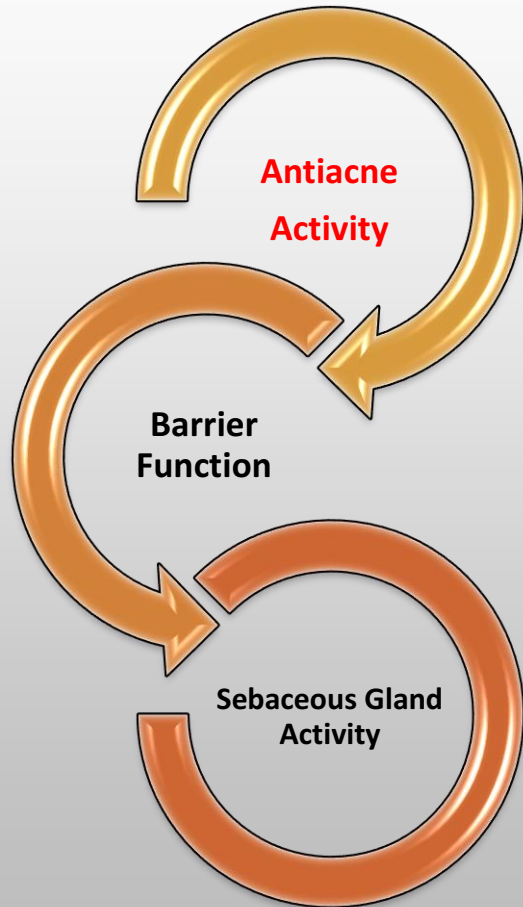 Antiacne
Activity
Barrier
Function
Sebaceous Gland
Activity